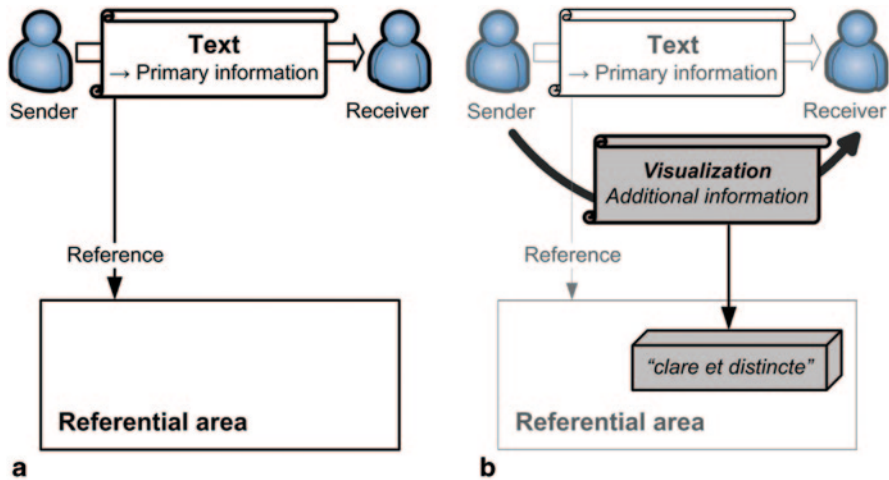 Text
→ Primary information
Sender
Receiver
Reference
Referential area
a
Text
→ Primary information
Sender
Receiver
Visualization
Additional information
Reference
“clare et distincte”
Referential area
b